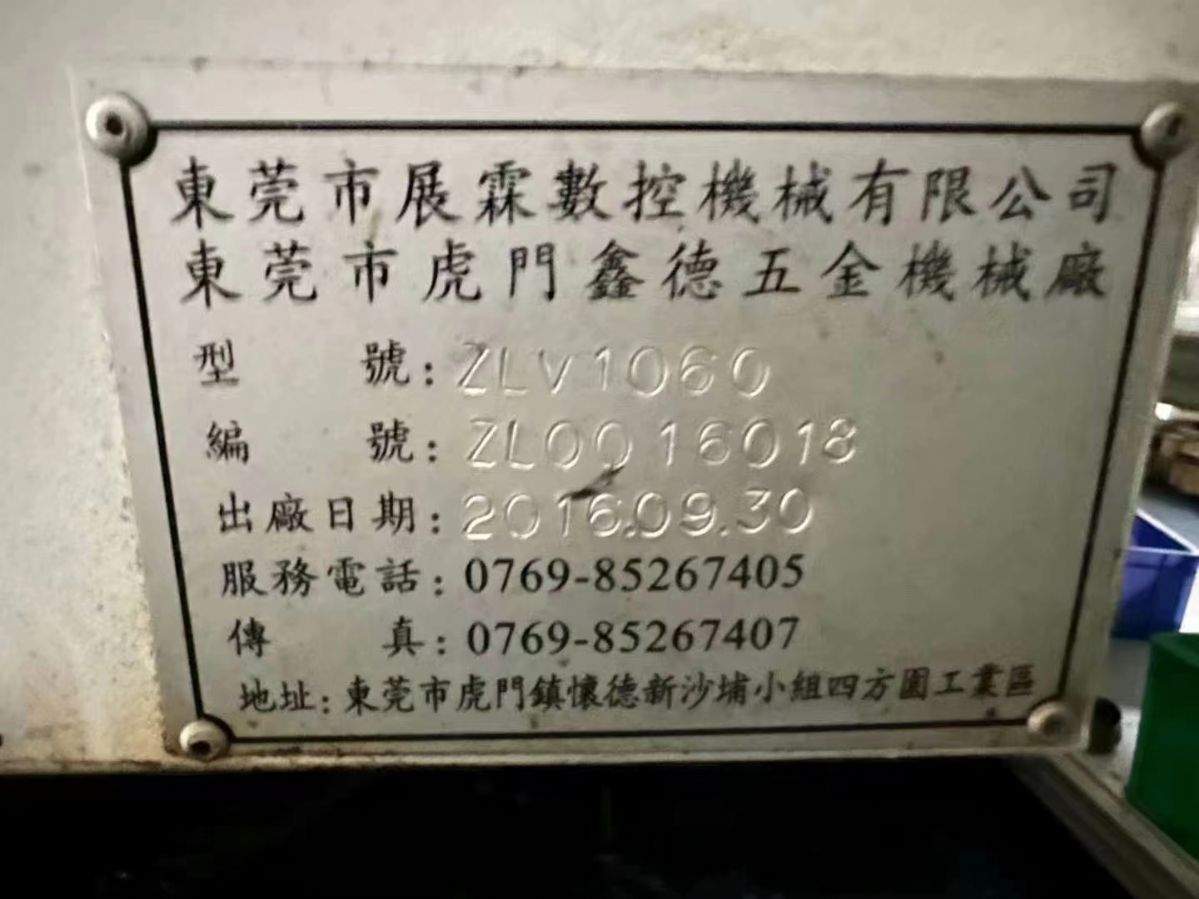 東莞市展霖數控機械有限公司
東莞市虎門鑫德五金機械廠
型號：ZLV1060
編號：ZL0016018
出廠日期：2016.09.30
服務電話：0769-85267405
傳真：0769-85267407
地址：東莞市虎門鎮懷德新沙埔小組四方園工業區